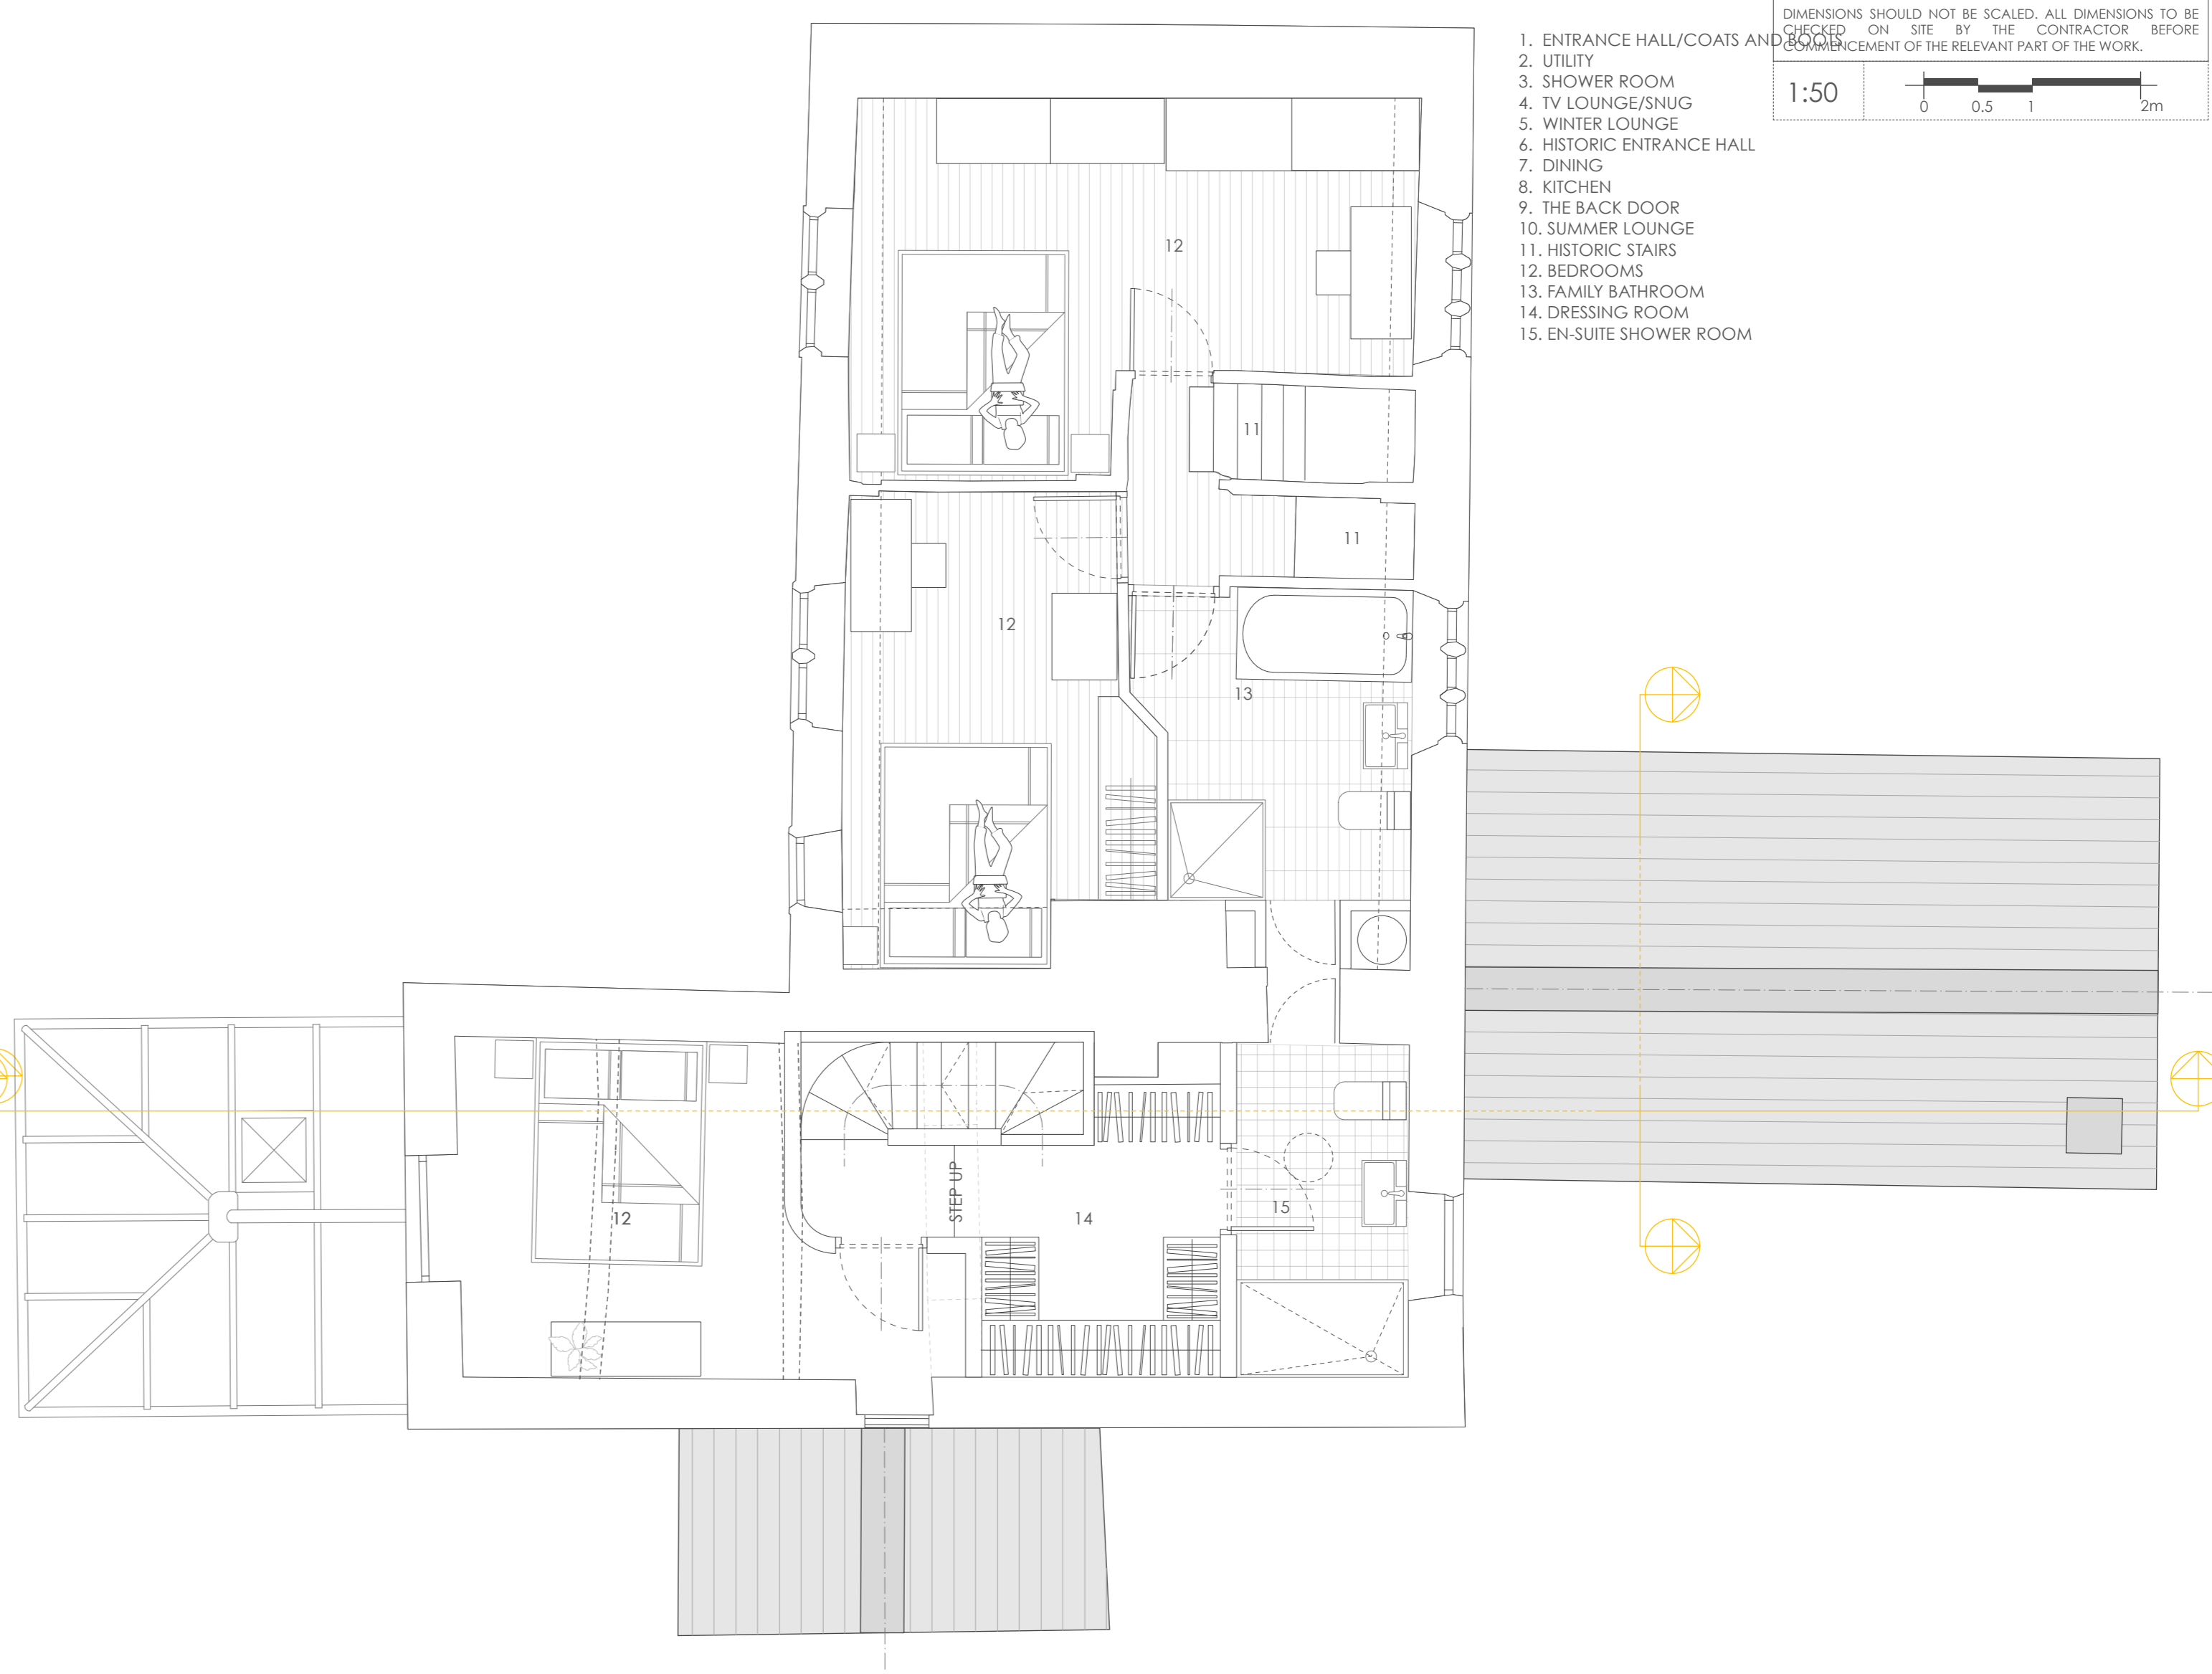 DIMENSIONS SHOULD NOT BE SCALED. ALL DIMENSIONS TO BE
CHECKED ON SITE BY THE CONTRACTOR BEFORE
COMMENCEMENT OF THE RELEVANT PART OF THE WORK.
1:50
0 0.5 1 2m
1. ENTRANCE HALL/COATS AND BOOTS
2. UTILITY
3. SHOWER ROOM
4. TV LOUNGE/SNUG
5. WINTER LOUNGE
6. HISTORIC ENTRANCE HALL
7. DINING
8. KITCHEN
9. THE BACK DOOR
10. SUMMER LOUNGE
11. HISTORIC STAIRS
12. BEDROOMS
13. FAMILY BATHROOM
14. DRESSING ROOM
15. EN-SUITE SHOWER ROOM
12
11
11
12
13
STEP UP
12
14
15